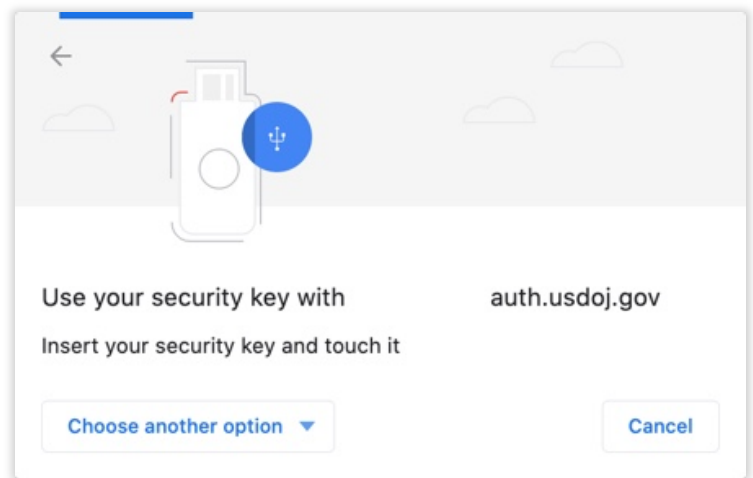 Use your security key with auth.usdoj.gov
Insert your security key and touch it
Choose another option
Cancel